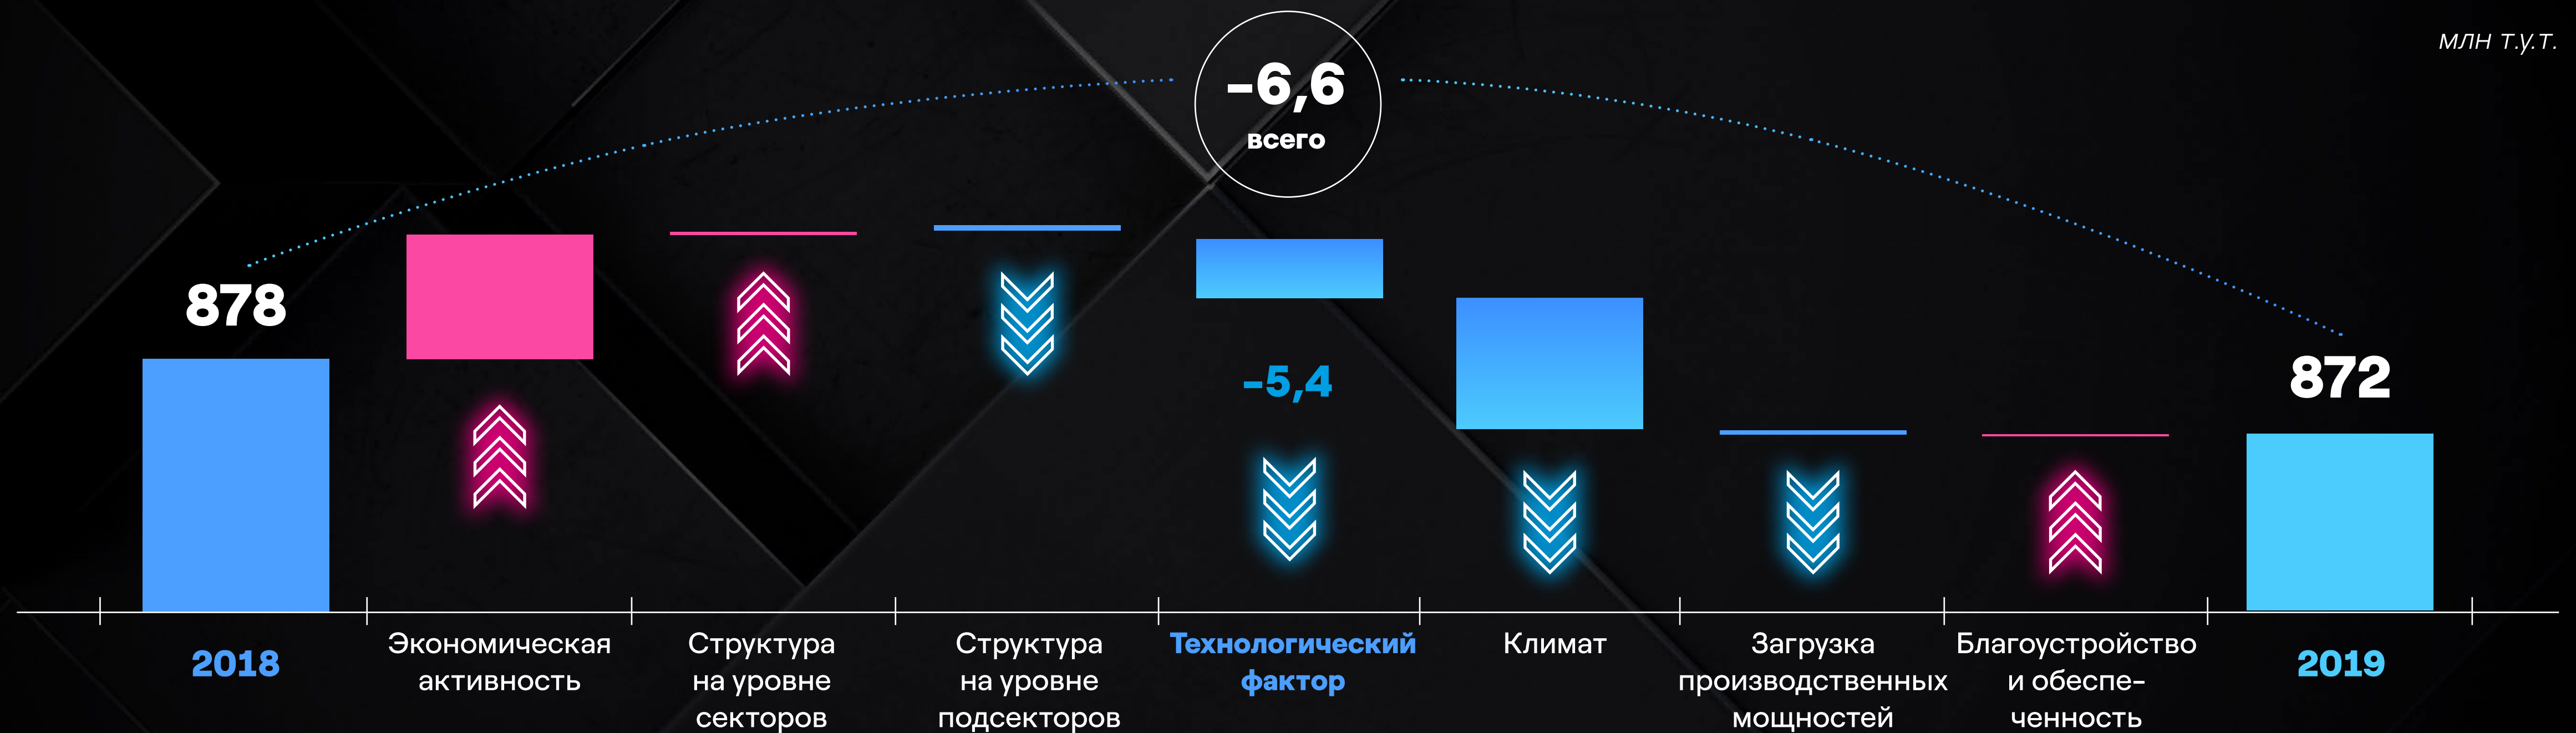 млн т.у.т.
–6,6
всего
878
–5,4
872
2018
Экономическая
активность
Структура
на уровне
секторов
Структура
на уровне
подсекторов
Технологический
фактор
Климат
Загрузка
производственных
мощностей
Благоустройство
и обеспе-
ченность
2019